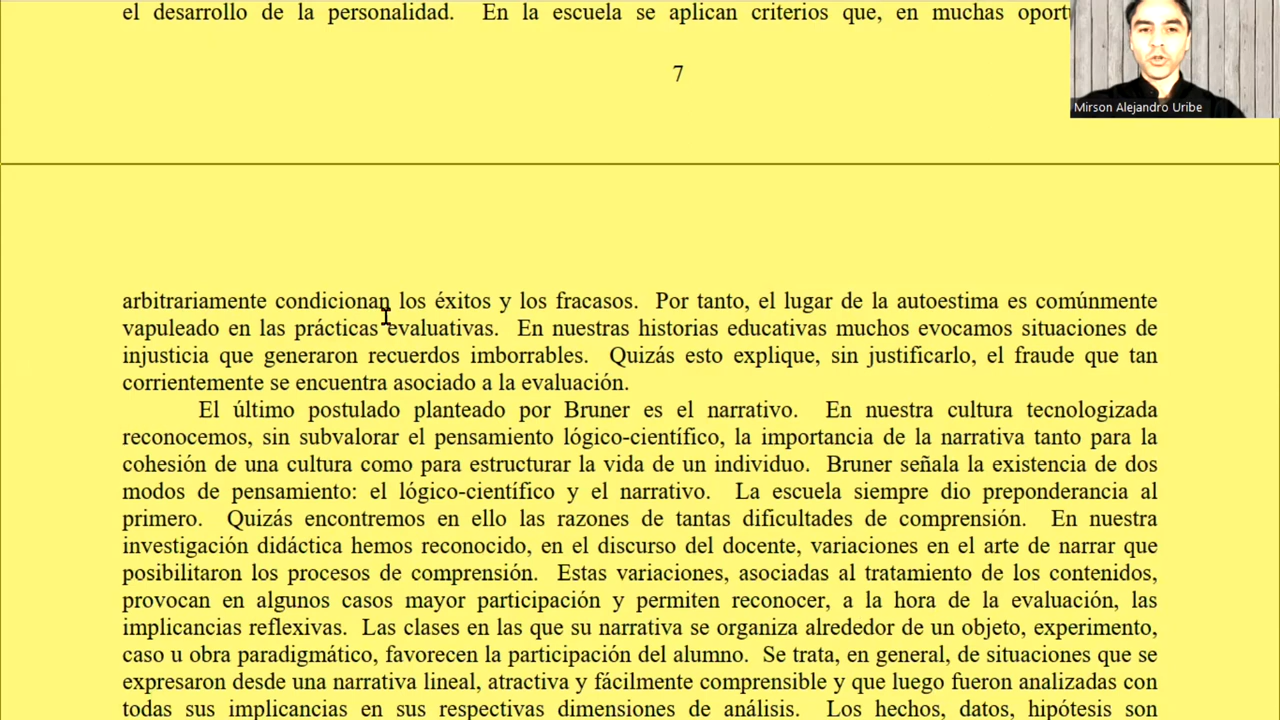 el desarrollo de la personalidad. En la escuela se aplican criterios que, en muchas
7
Mirson Alejandro Uribe
arbitrariamente condicionan los éxitos y los fracasos. Por tanto, el lugar de la autoestima es comúnmente
vapuleado en las prácticas evaluativas. En nuestras historias educativas muchos evocamos situaciones de
injusticia que generaron recuerdos imborrables. Quizás esto explique, sin justificarlo, el fraude que tan
corrientemente se encuentra asociado a la evaluación.
El último postulado planteado por Bruner es el narrativo. En nuestra cultura tecnologizada
reconocemos, sin subvalorar el pensamiento lógico-científico, la importancia de la narrativa tanto para la
cohesión de una cultura como para estructurar la vida de un individuo. Bruner señala la existencia de dos
modos de pensamiento: el lógico-científico y el narrativo. La escuela siempre dio preponderancia al
primero. Quizás encontremos en ello las razones de tantas dificultades de comprensión. En nuestra
investigación didáctica hemos reconocido, en el discurso del docente, variaciones en el arte de narrar que
posibilitaron los procesos de comprensión. Estas variaciones, asociadas al tratamiento de los contenidos,
provocan en algunos casos mayor participación y permiten reconocer, a la hora de la evaluación, las
implicancias reflexivas. Las clases en las que su narrativa se organiza alrededor de un objeto, experimento,
caso u obra paradigmático, favorecen la participación del alumno. Se trata, en general, de situaciones que se
expresaron desde una narrativa lineal, atractiva y fácilmente comprensible y que luego fueron analizadas con
todas sus implicancias en sus respectivas dimensiones de análisis. Los hechos, datos, hipótesis son